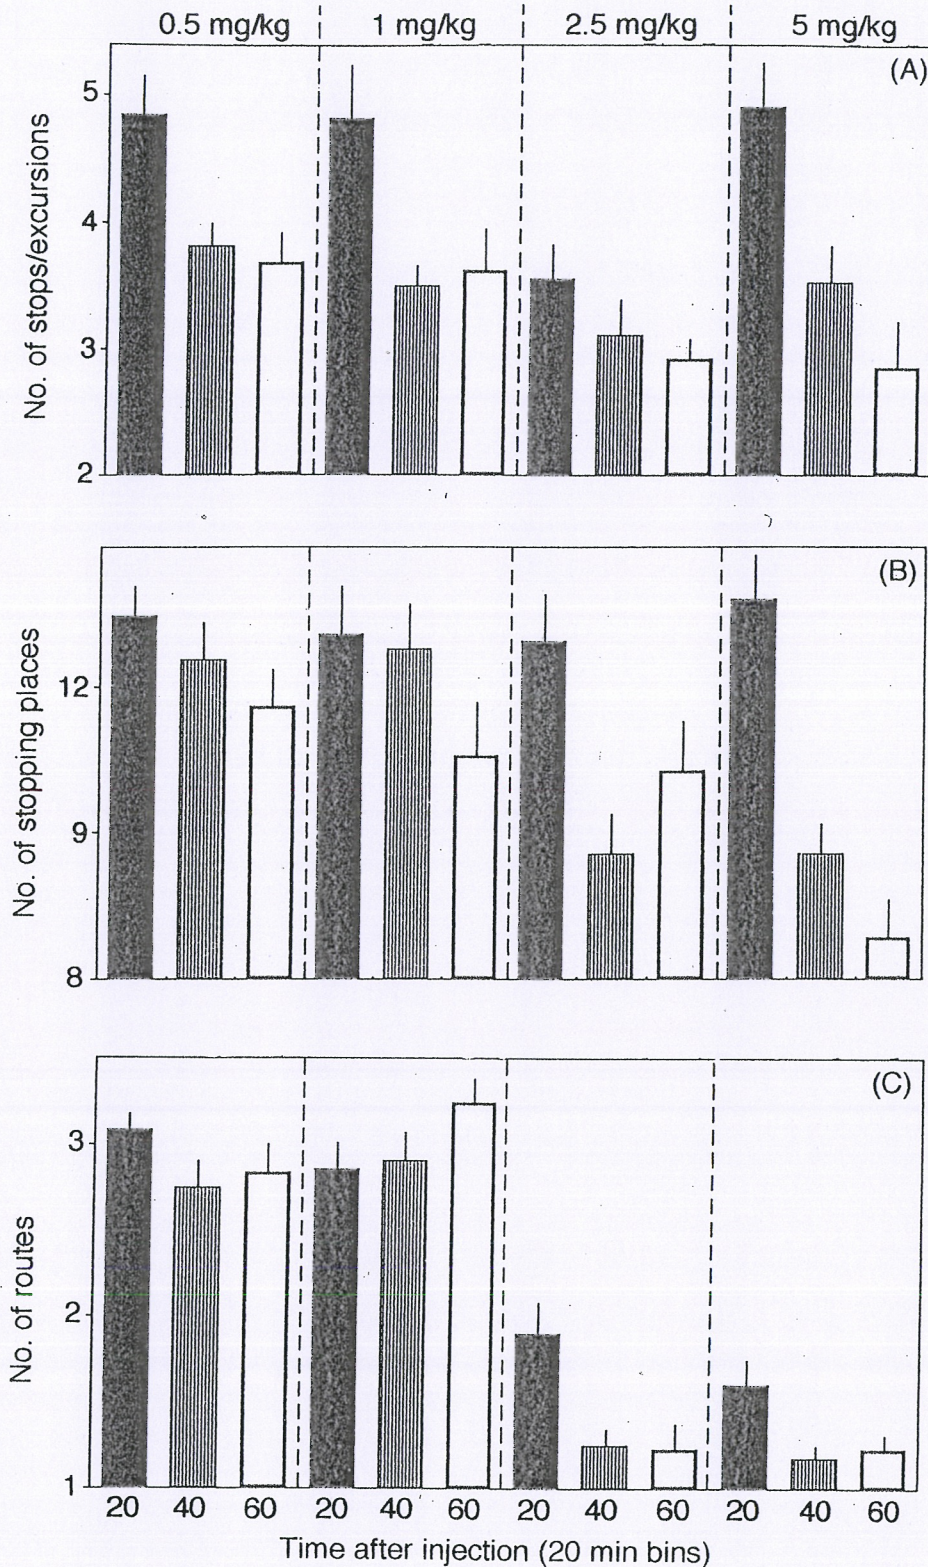 0.5 mg/kg 1 mg/kg 2.5 mg/kg 5 mg/kg
(A)
No. of stops/excursions
5
4
3
2
(B)
No. of stopping places
12
9
8
(C)
No. of routes
3
2
1
20 40 60 20 40 60 20 40 60 20 40 60
Time after injection (20 min bins)